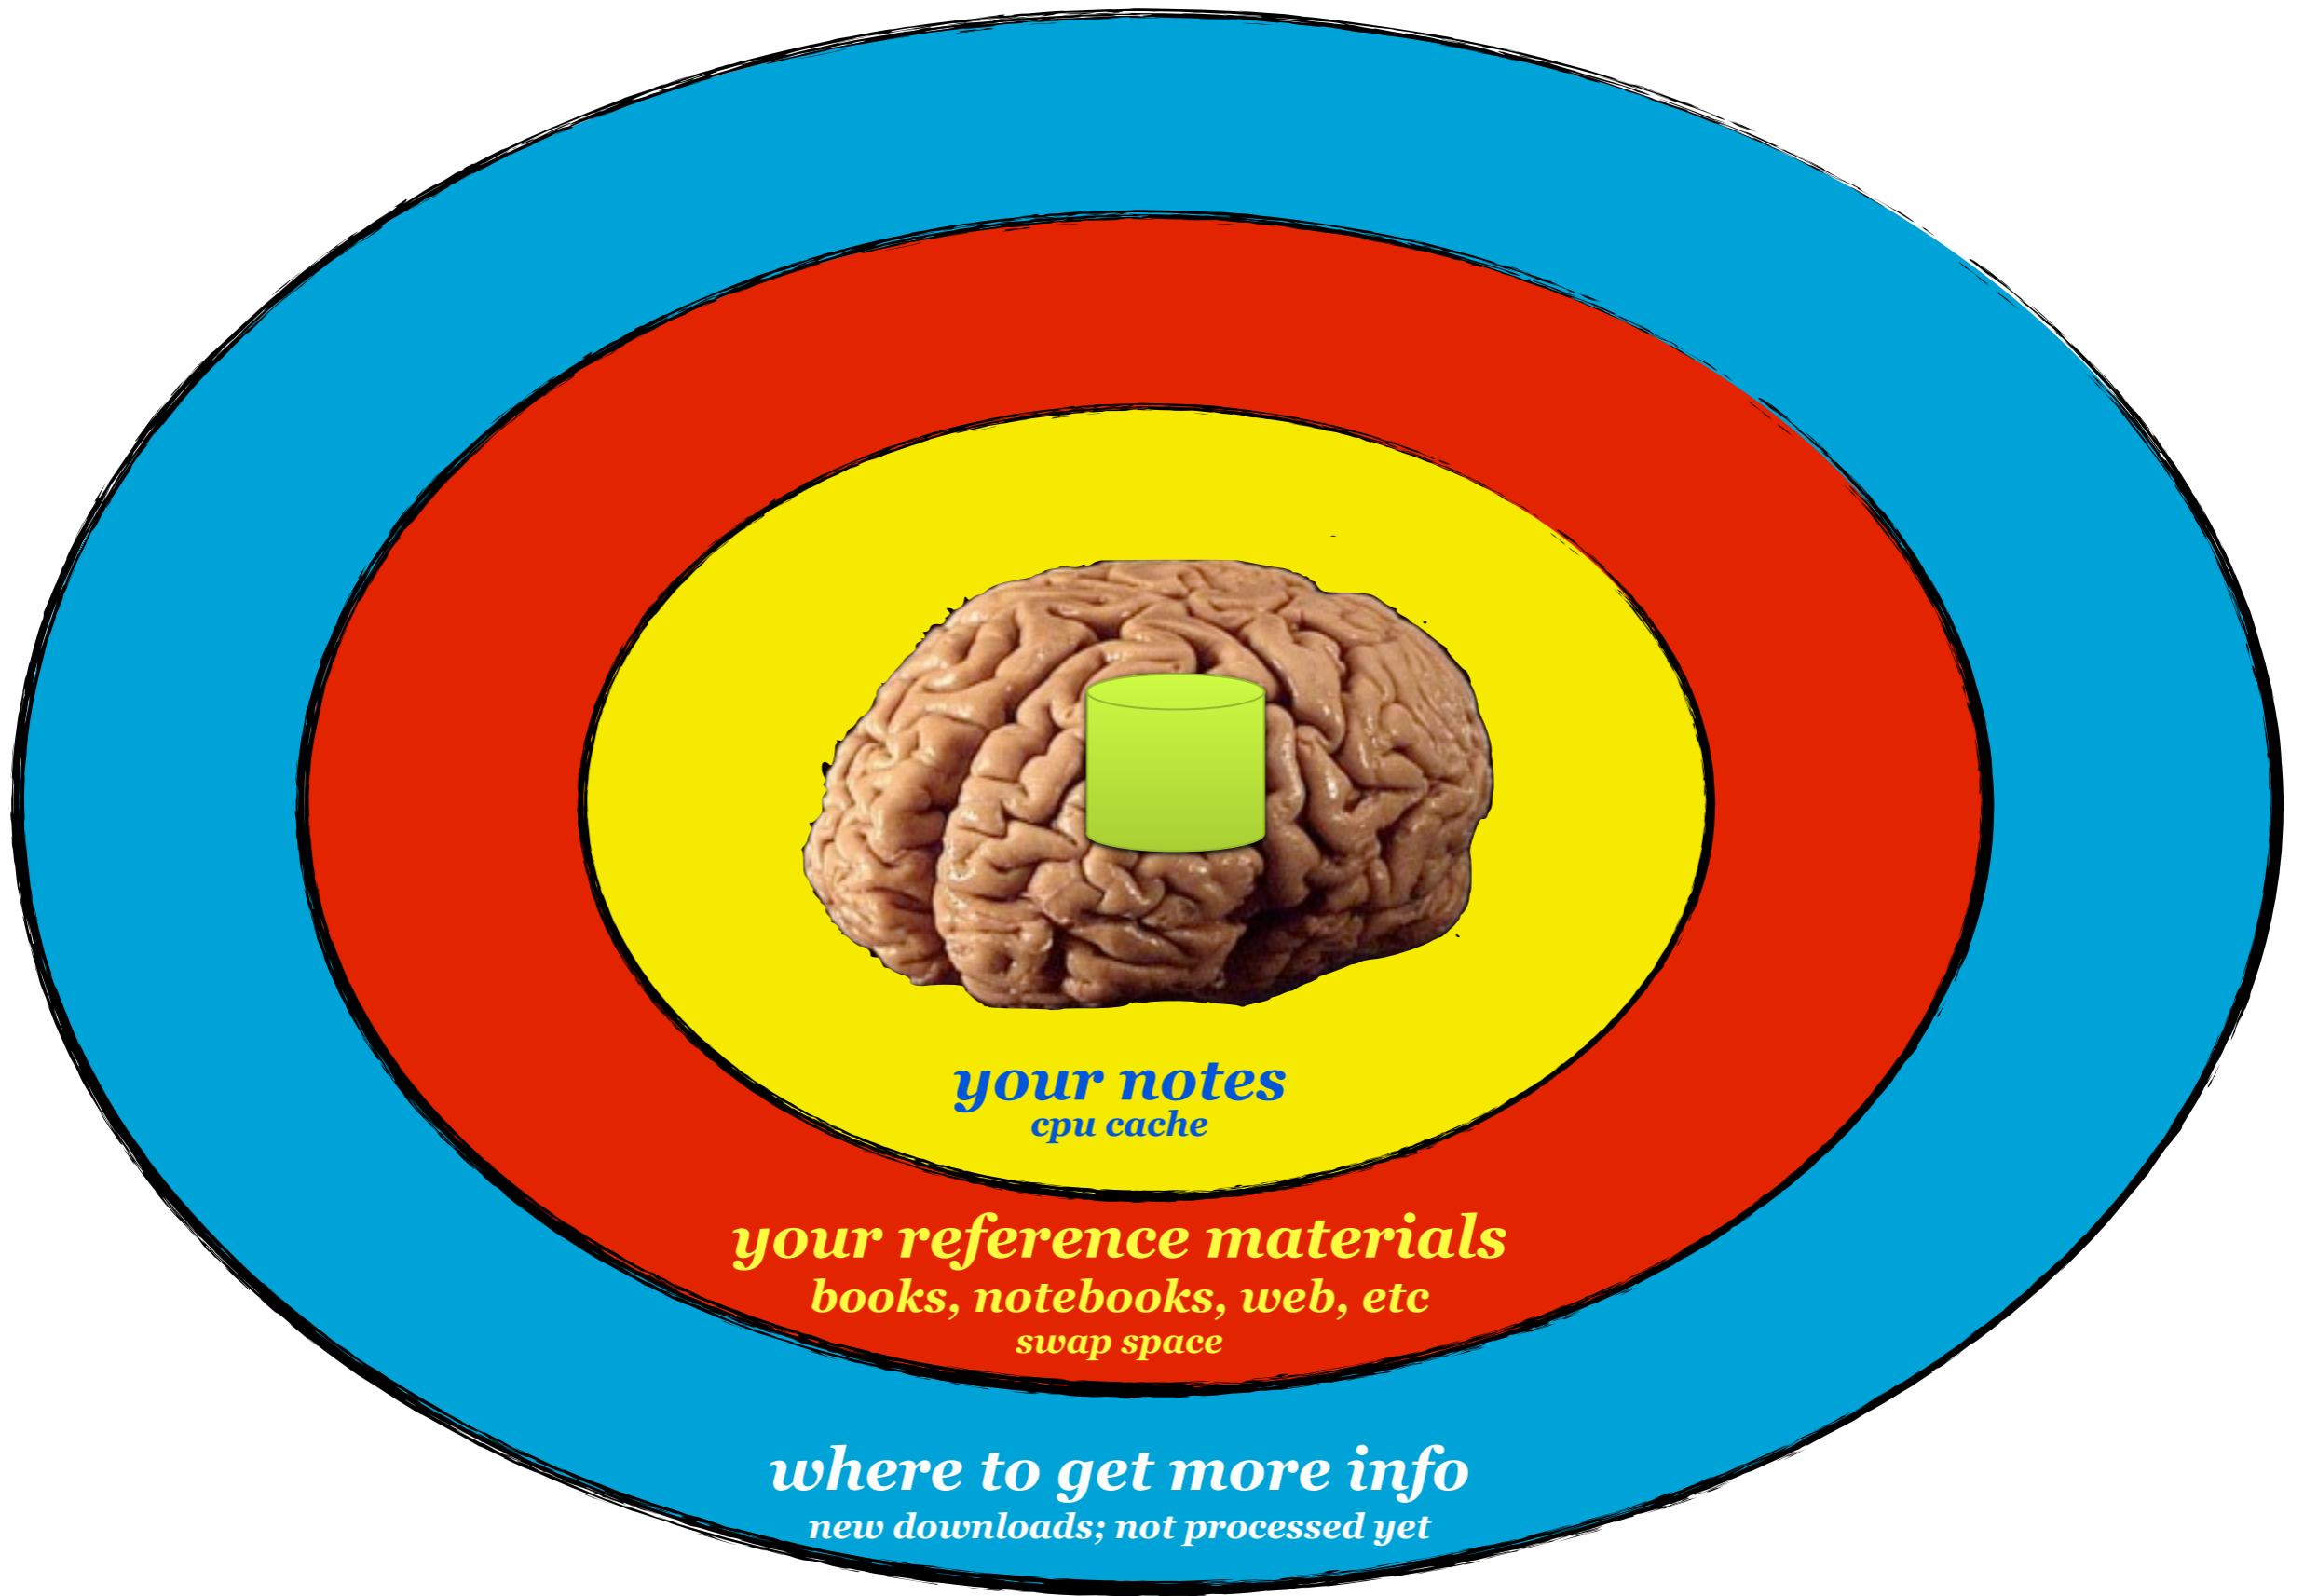 your notes
cpu cache
your reference materials
books, notebooks, web, etc
swap space
where to get more info
new downloads; not processed yet